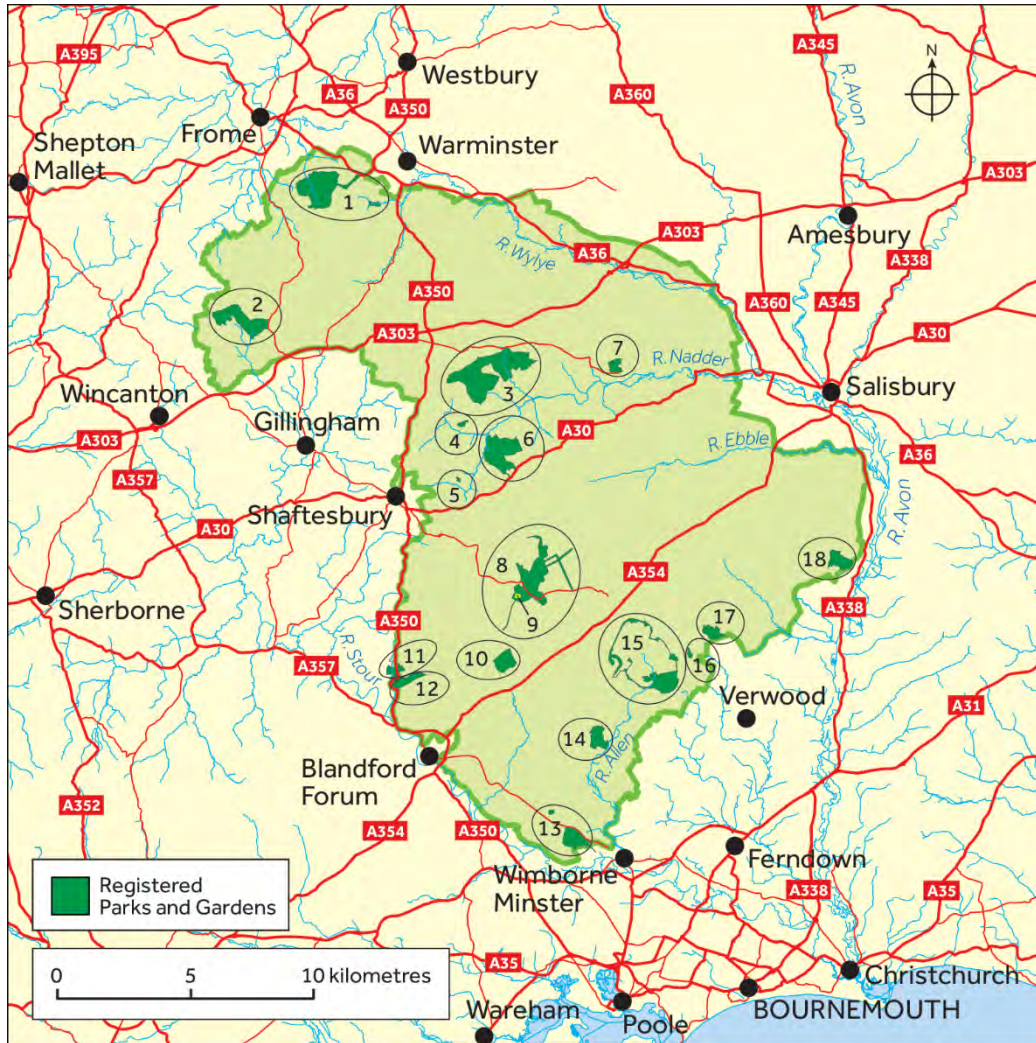 A395
Westbury
A345
N
A36
A350
A360
R. Avon
Frome
Shepton
Mallet
Warminster
1
A303
A303
Amesbury
R. Wylye
A36
A338
A350
A360
A345
2
A303
7
A30
R. Nadder
3
Salisbury
Wincanton
Gillingham
4
6
A30
R. Ebble
A303
A36
A357
5
Shaftesbury
R. Avon
A30
8
A354
18
Sherborne
9
A350
A338
17
R. Stour
11
10
15
16
A357
12
Verwood
A31
14
R. Allen
Blandford
Forum
A352
A354
A350
13
Ferndown
Wimborne
Minster
Registered
Parks and Gardens
A338
A35
0
5
10 kilometres
A35
Christchurch
BOURNEMOUTH
Wareham
Poole